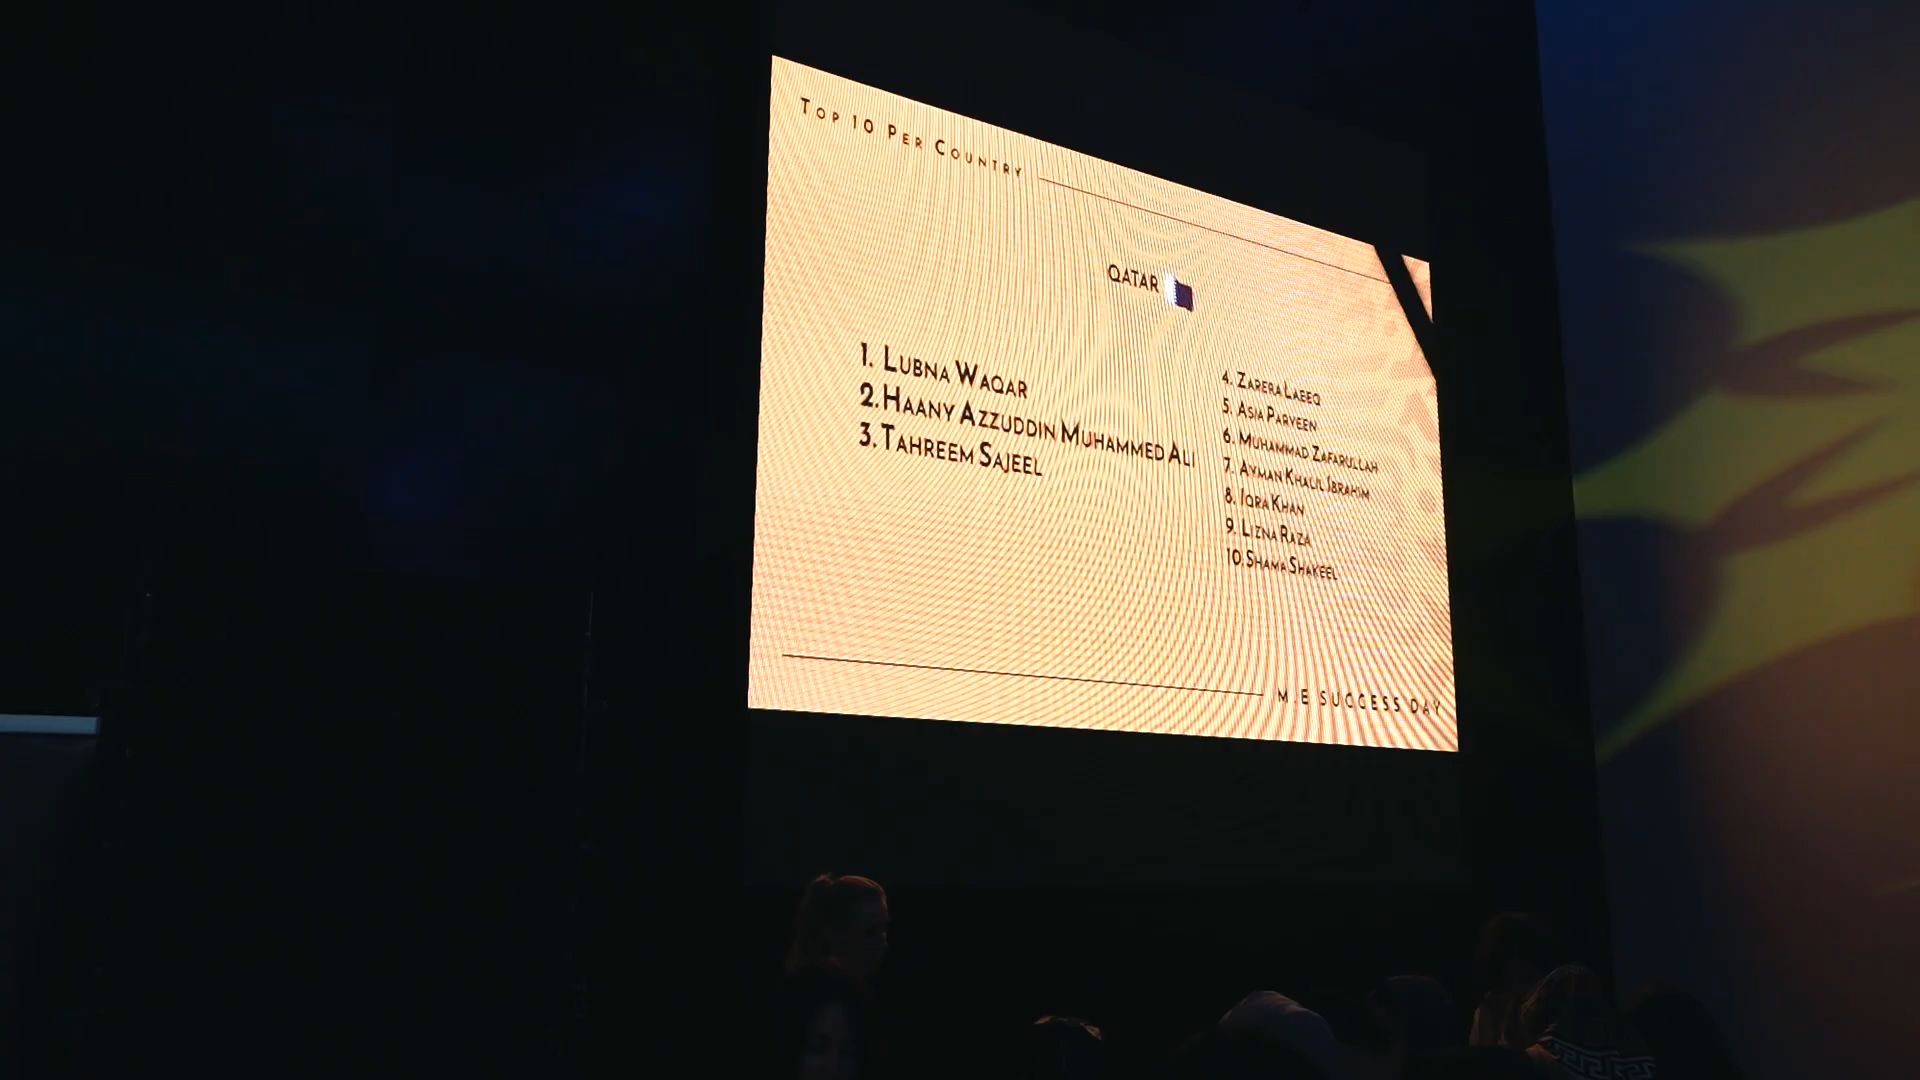 Top 10 Per Country
QATAR
1. Lubna Waqar
2. Haany Azzuddin Muhammed Ali
3. Tahreem Sajeel
4. Zarera Laeeq
5. Asia Parveen
6. Muhammad Zafarullah
7. Ayman Khalil Ibrahim
8. Iqra Khan
9. Lizna Raza
10. Shama Shakeel
M.E SUCCESS DAY